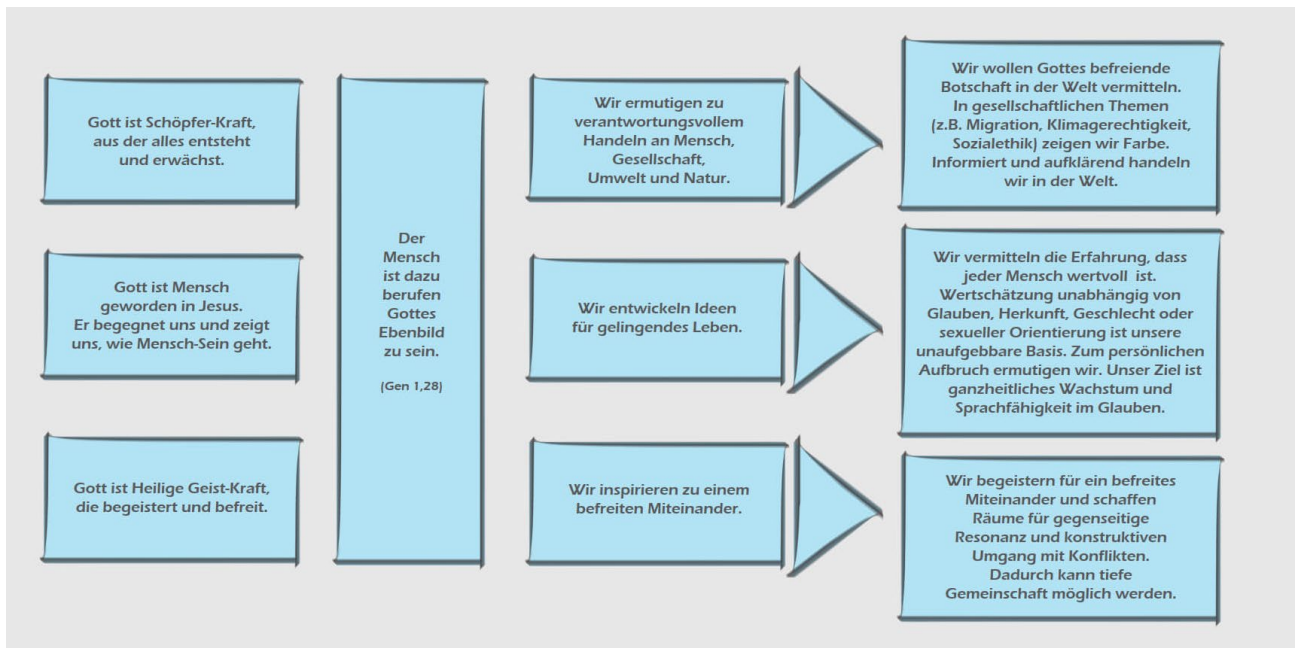 Gott ist Schöpfer-Kraft,
aus der alles entsteht
und erwächst.
Gott ist Mensch
geworden in Jesus.
Er begegnet uns und zeigt
uns, wie Mensch-Sein geht.
Gott ist Heilige Geist-Kraft,
die begeistert und befreit.
Der
Mensch
ist dazu
berufen
Gottes
Ebenbild
zu sein.
(Gen 1,28)
Wir ermutigen zu
verantwortungsvollem
Handeln an Mensch,
Gesellschaft,
Umwelt und Natur.
Wir entwickeln Ideen
für gelingendes Leben.
Wir inspirieren zu einem
befreiten Miteinander.
Wir wollen Gottes befreiende
Botschaft in der Welt vermitteln.
In gesellschaftlichen Themen
(z.B. Migration, Klimagerechtigkeit,
Sozialethik) zeigen wir Farbe.
Informiert und aufklärend handeln
wir in der Welt.
Wir vermitteln die Erfahrung, dass
jeder Mensch wertvoll ist.
Wertschätzung unabhängig von
Glauben, Herkunft, Geschlecht oder
sexueller Orientierung ist unsere
unaufgebbare Basis. Zum persönlichen
Aufbruch ermutigen wir. Unser Ziel ist
ganzheitliches Wachstum und
Sprachfähigkeit im Glauben.
Wir begeistern für ein befreites
Miteinander und schaffen
Räume für gegenseitige
Resonanz und konstruktiven
Umgang mit Konflikten.
Dadurch kann tiefe
Gemeinschaft möglich werden.